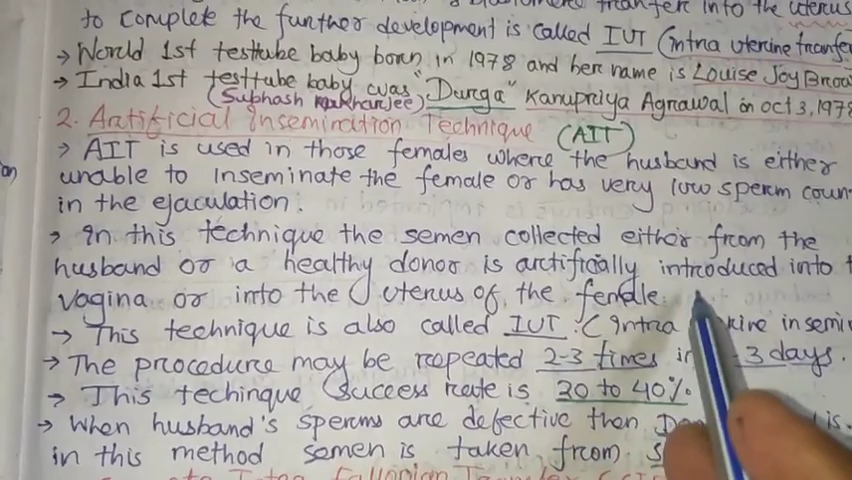 to complete the further development is called IUT (intra uterine transfer
→ World 1st testtube baby born in 1978 and her name is Louise Joy Brow
→ India 1st testtube baby was "Durga" Kanupriya Agrawal on oct 3, 1978
(Subhash Makharjee)
2. Artificial insemination Technique (AIT)
→ AIT is used in those females where the husband is either
unable to inseminate the female or has very low sperm coun
in the ejaculation.
→ In this technique the semen collected either from the
husband or a healthy donor is artificially introduced into t
vagina or into the uterus of the female.
→ This technique is also called IUT: (Intra insemi
→ The procedure may be repeated 2-3 times in 3 days.
→ This techinque success rate is 30 to 40%.
→ When husband's sperms are defective then is
in this method semen is taken from